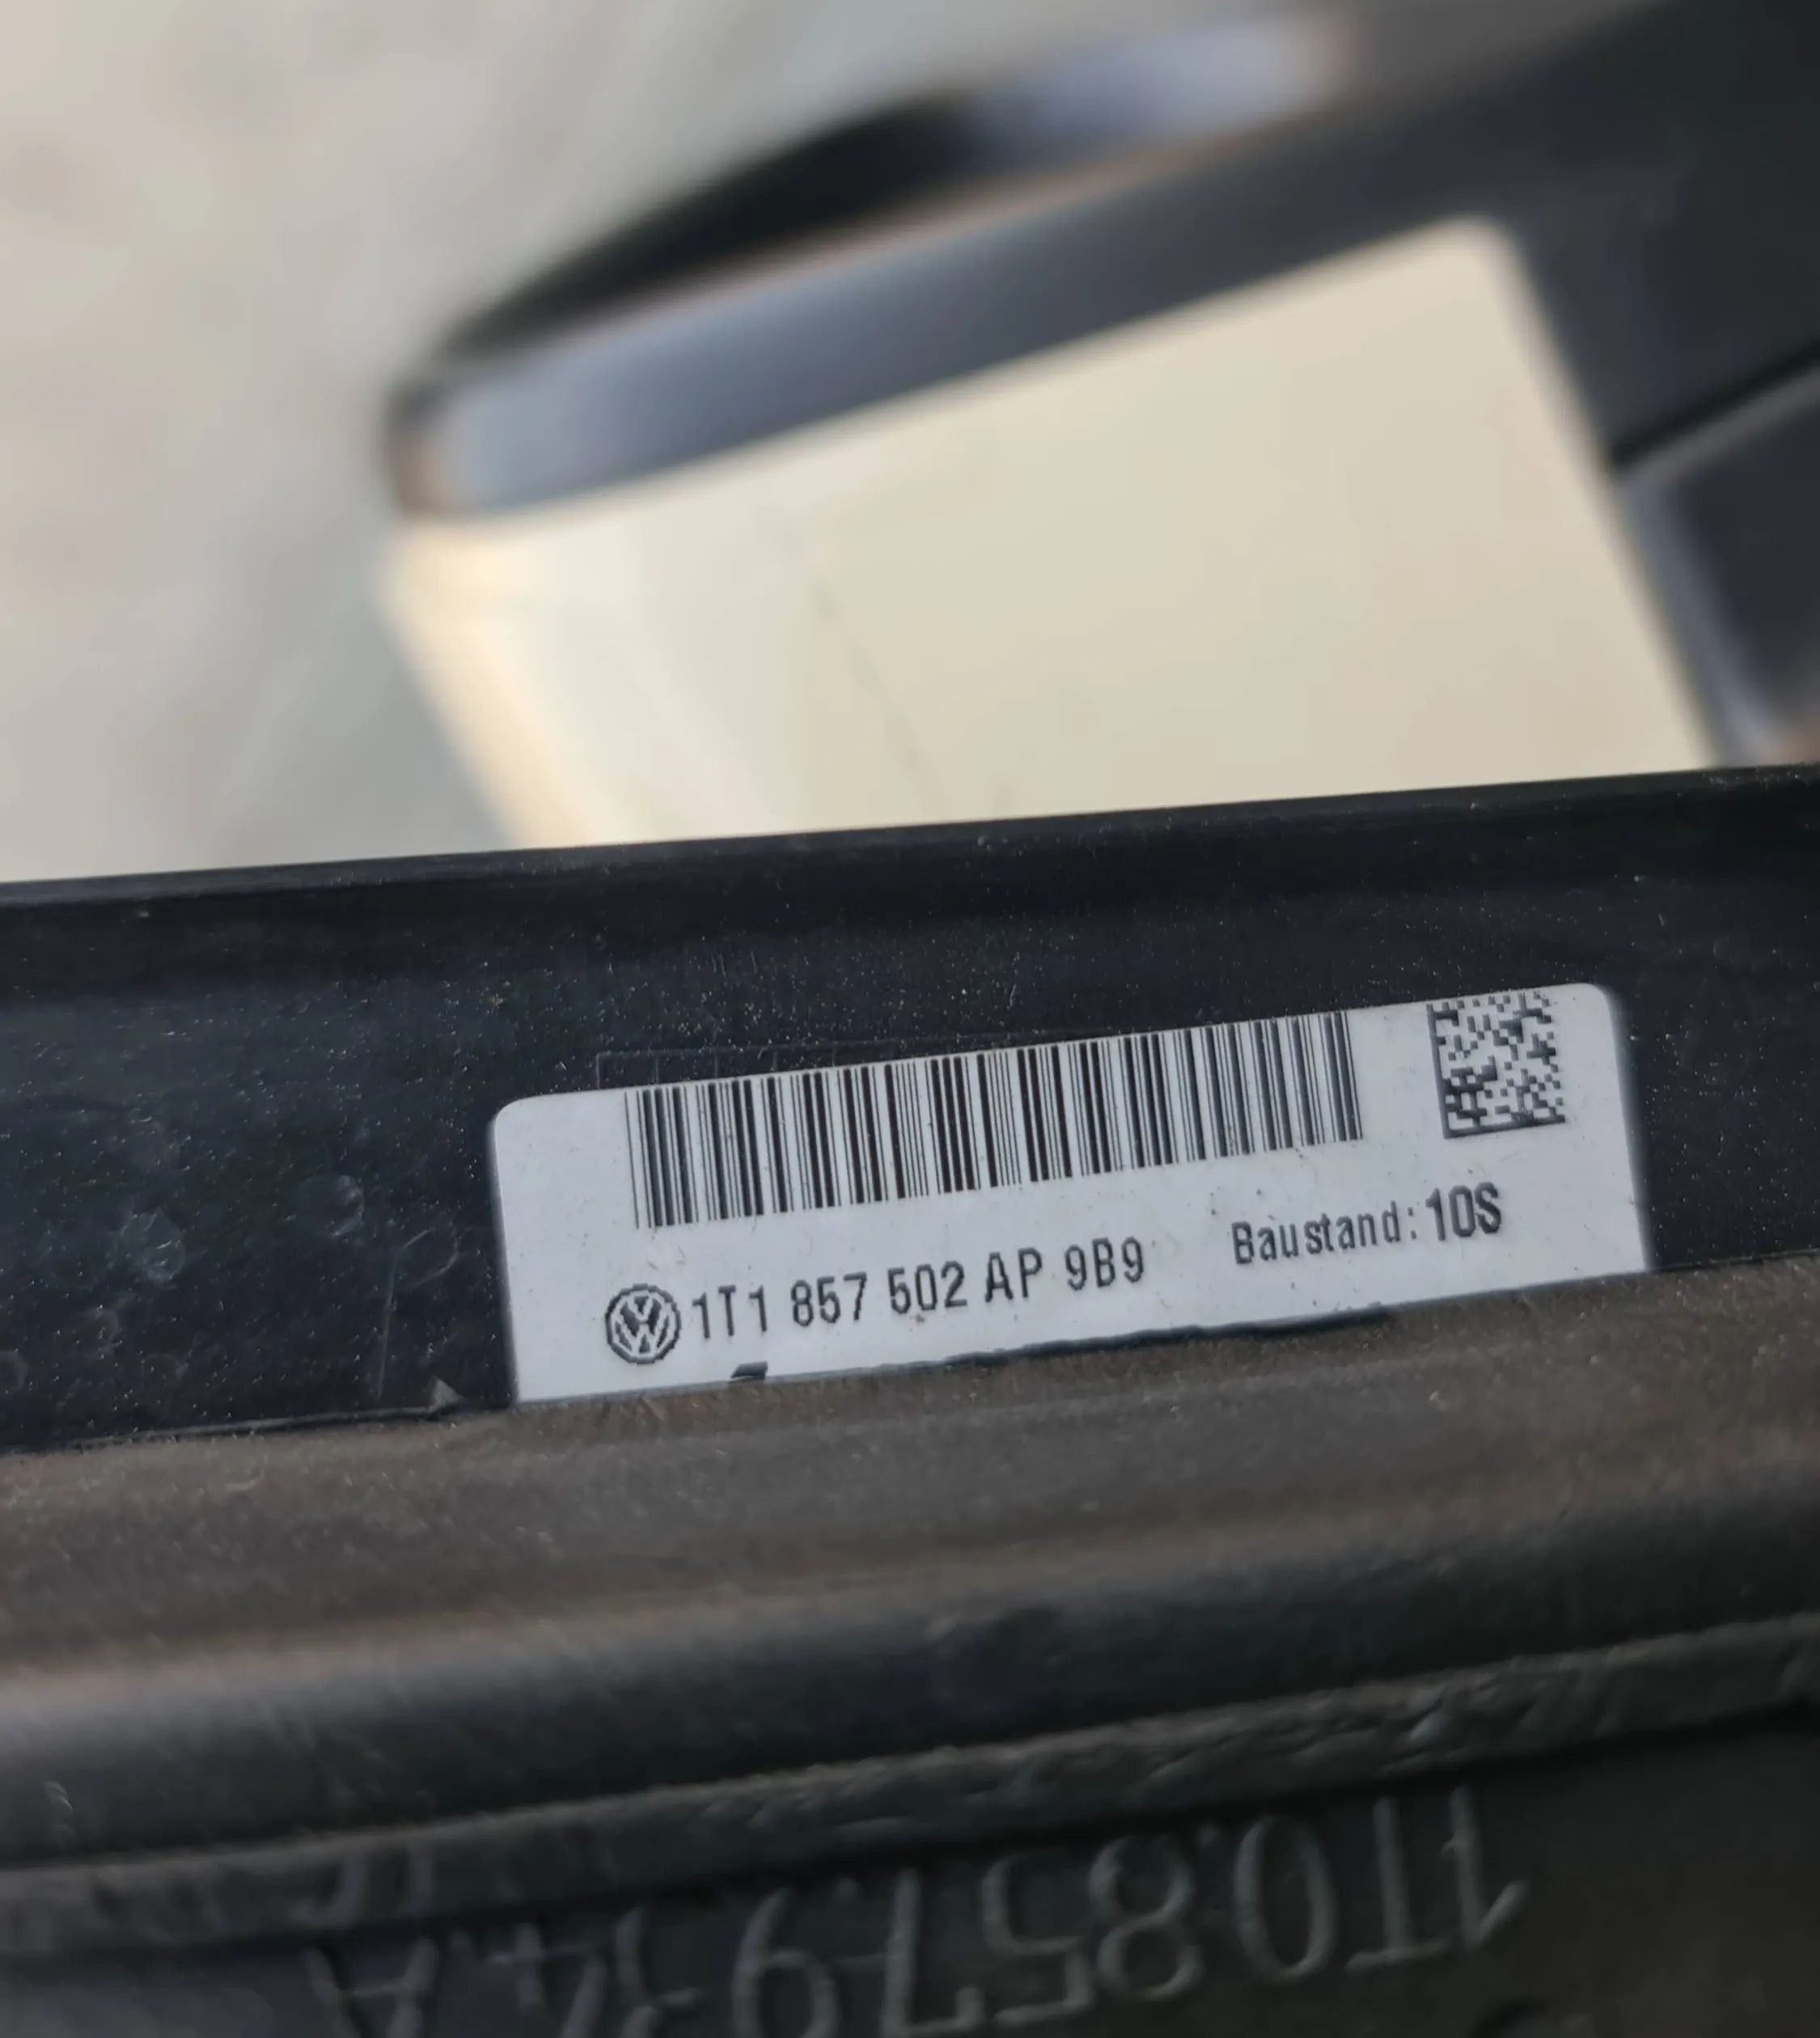 1T1 857 502 AP 9B9
Baustand: 10S
1T0.857.934.A